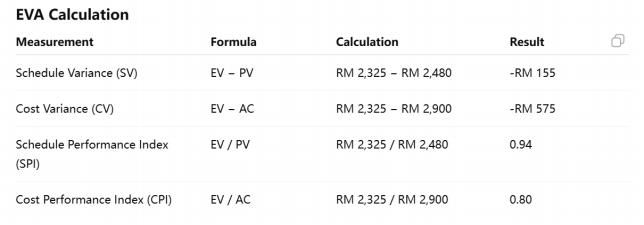 EVA Calculation
Measurement Formula Calculation Result
Schedule Variance (SV) EV − PV RM 2,325 − RM 2,480 -RM 155
Cost Variance (CV) EV − AC RM 2,325 − RM 2,900 -RM 575
Schedule Performance Index EV / PV RM 2,325 / RM 2,480 0.94
(SPI)
Cost Performance Index (CPI) EV / AC RM 2,325 / RM 2,900 0.80